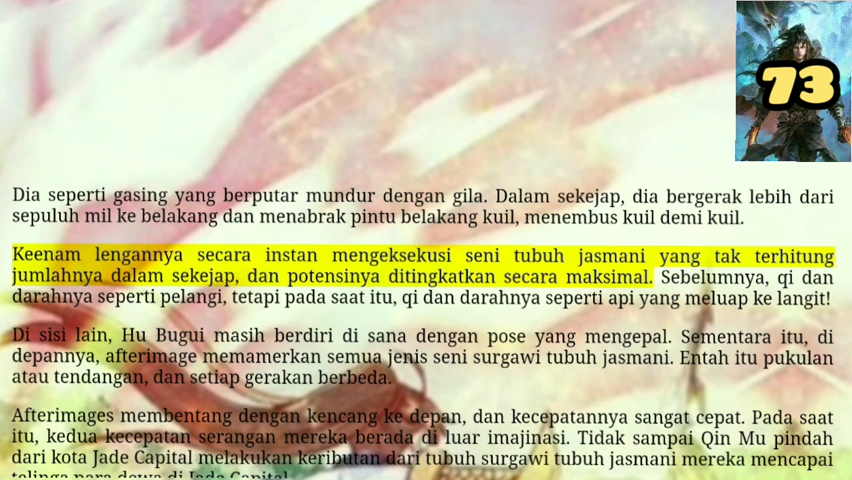 73
Dia seperti gasing yang berputar mundur dengan gila. Dalam sekejap, dia bergerak lebih dari
sepuluh mil ke belakang dan menabrak pintu belakang kuil, menembus kuil demi kuil.
Keenam lengannya secara instan mengeksekusi seni tubuh jasmani yang tak terhitung
jumlahnya dalam sekejap, dan potensinya ditingkatkan secara maksimal. Sebelumnya, qi dan
darahnya seperti pelangi, tetapi pada saat itu, qi dan darahnya seperti api yang meluap ke langit!
Di sisi lain, Hu Bugui masih berdiri di sana dengan pose yang mengepal. Sementara itu, di
depannya, afterimage memamerkan semua jenis seni surgawi tubuh jasmani. Entah itu pukulan
atau tendangan, dan setiap gerakan berbeda.
Afterimages membentang dengan kencang ke depan, dan kecepatannya sangat cepat. Pada saat
itu, kedua kecepatan serangan mereka berada di luar imajinasi. Tidak sampai Qin Mu pindah
dari kota Jade Capital melakukan keributan dari tubuh surgawi tubuh jasmani mereka mencapai
telinga para dewa di Jade Capital.